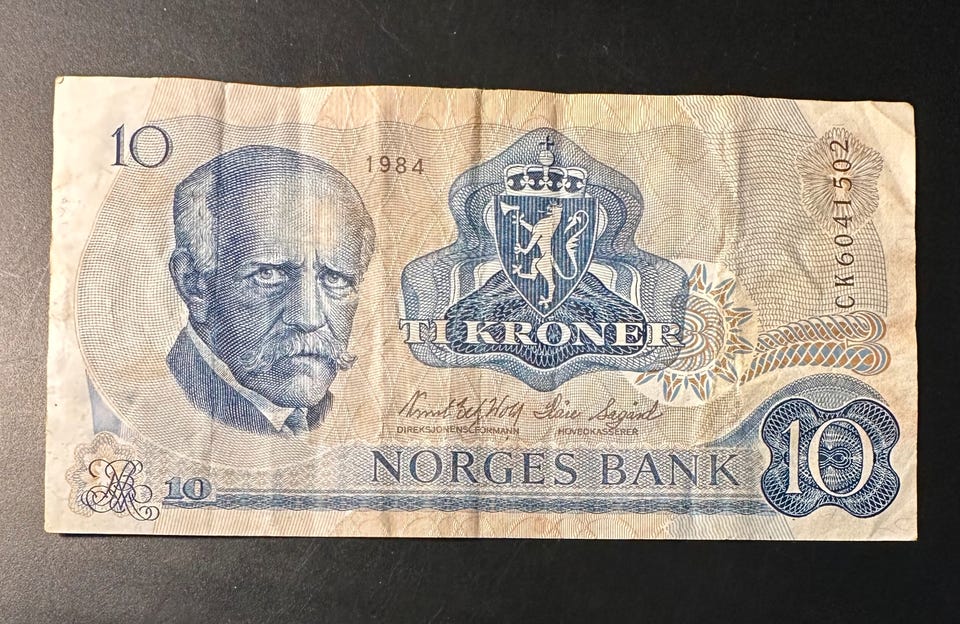 10
1984
CK6041502
TI KRONER
DIREKSJONENS FORMANN
HOVEDKASSERER
NORGES BANK
10
10